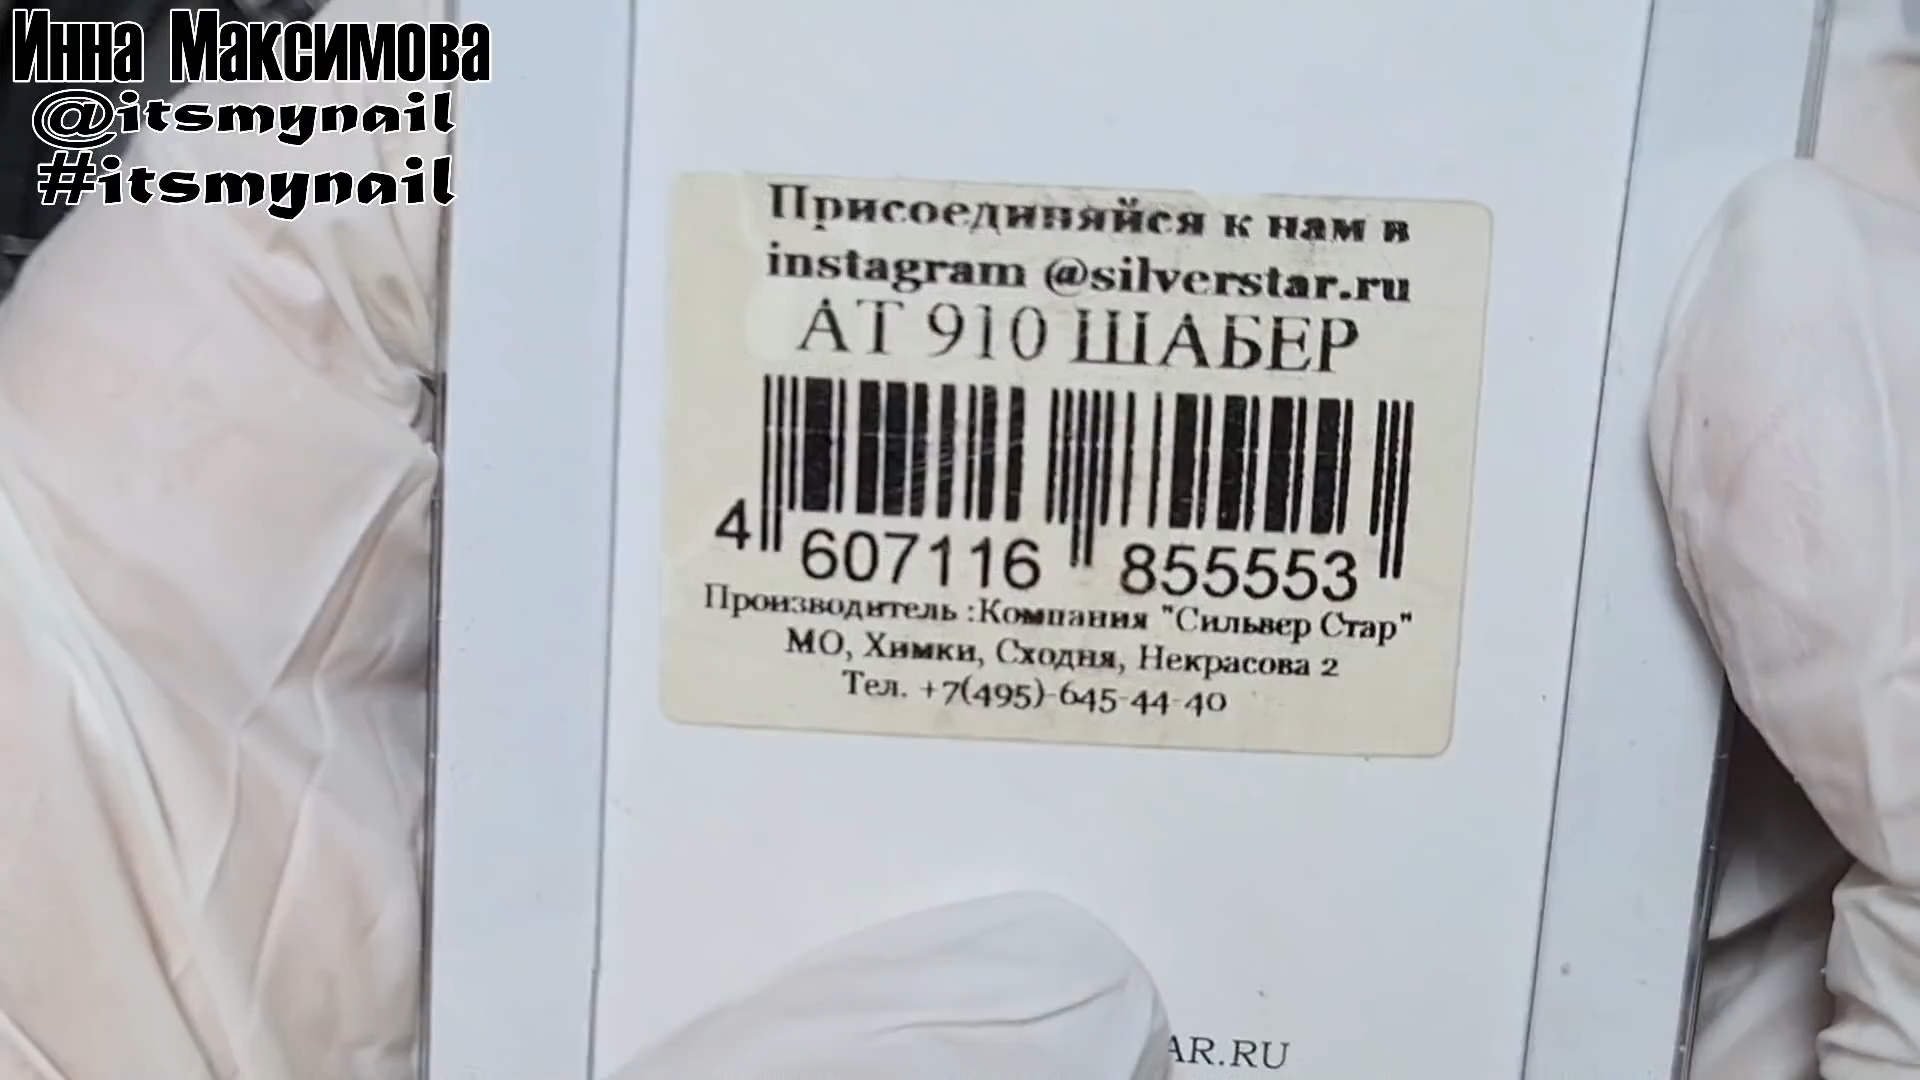 Инна Максимова
@itsmynail
#itsmynail
Присоединяйся к нам в
instagram @silverstar.ru
АТ 910 ШАБЕР
4 607116 855553
Производитель :Компания "Сильвер Стар"
МО, Химки, Сходня, Некрасова 2
Тел. +7(495)-645-44-40
AR.RU